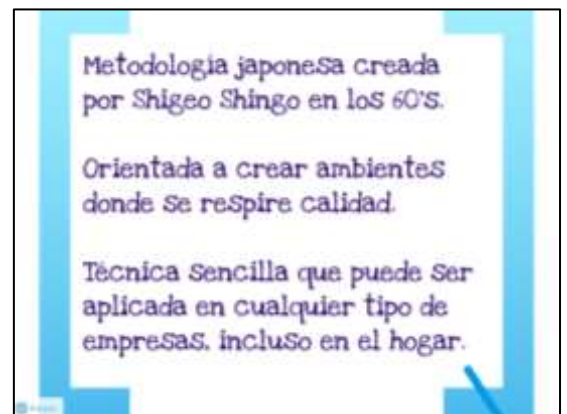 Metodologia japonesa creada
por Shigeo Shingo en los 60's.
Orientada a crear ambientes
donde se respire calidad.
Técnica sencilla que puede ser
aplicada en cualquier tipo de
empresas, incluso en el hogar.